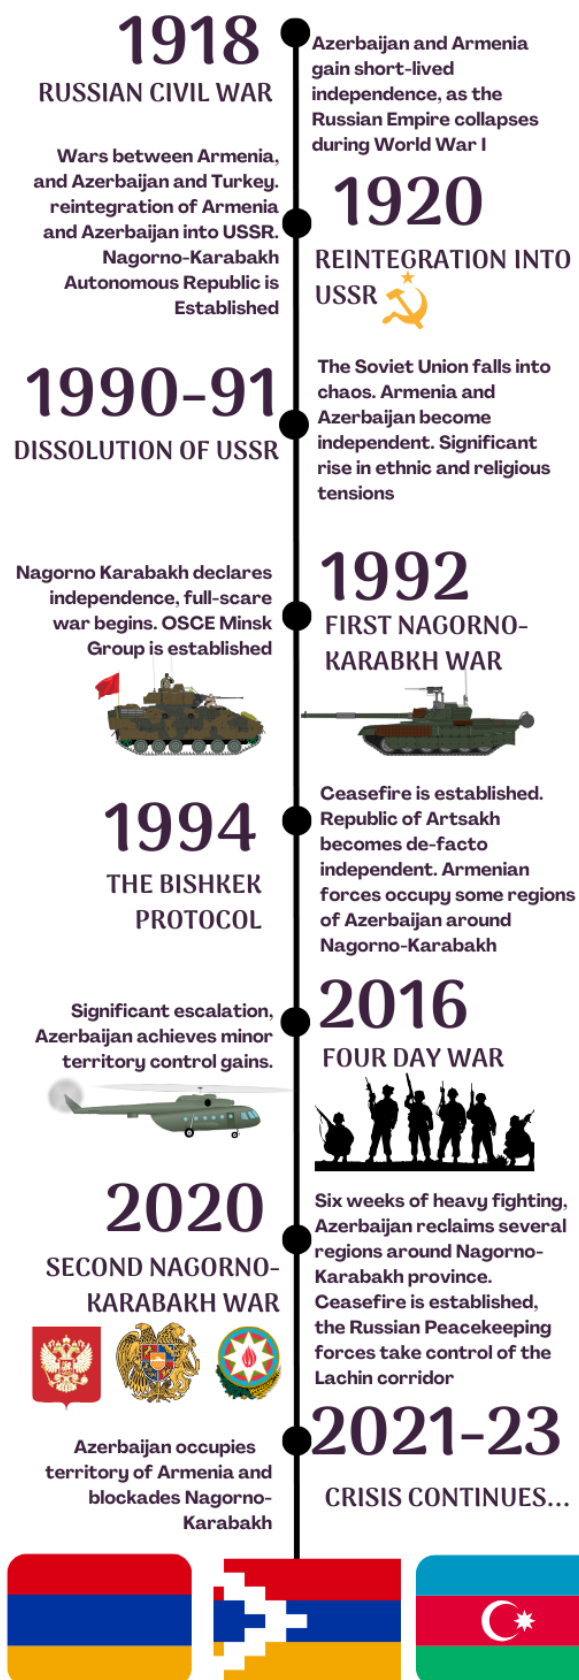 1918
RUSSIAN CIVIL WAR
Azerbaijan and Armenia
gain short-lived
independence, as the
Russian Empire collapses
during World War I
Wars between Armenia,
and Azerbaijan and Turkey.
reintegration of Armenia
and Azerbaijan into USSR.
Nagorno-Karabakh
Autonomous Republic is
Established
1920
REINTEGRATION INTO
USSR
1990-91
DISSOLUTION OF USSR
The Soviet Union falls into
chaos. Armenia and
Azerbaijan become
independent. Significant
rise in ethnic and religious
tensions
Nagorno Karabakh declares
independence, full-scare
war begins. OSCE Minsk
Group is established
1992
FIRST NAGORNO-
KARABKH WAR
1994
THE BISHKEK
PROTOCOL
Ceasefire is established.
Republic of Artsakh
becomes de-facto
independent. Armenian
forces occupy some regions
of Azerbaijan around
Nagorno-Karabakh
Significant escalation,
Azerbaijan achieves minor
territory control gains.
2016
FOUR DAY WAR
2020
SECOND NAGORNO-
KARABAKH WAR
Six weeks of heavy fighting,
Azerbaijan reclaims several
regions around Nagorno-
Karabakh province.
Ceasefire is established,
the Russian Peacekeeping
forces take control of the
Lachin corridor
Azerbaijan occupies
territory of Armenia and
blockades Nagorno-
Karabakh
2021-23
CRISIS CONTINUES...